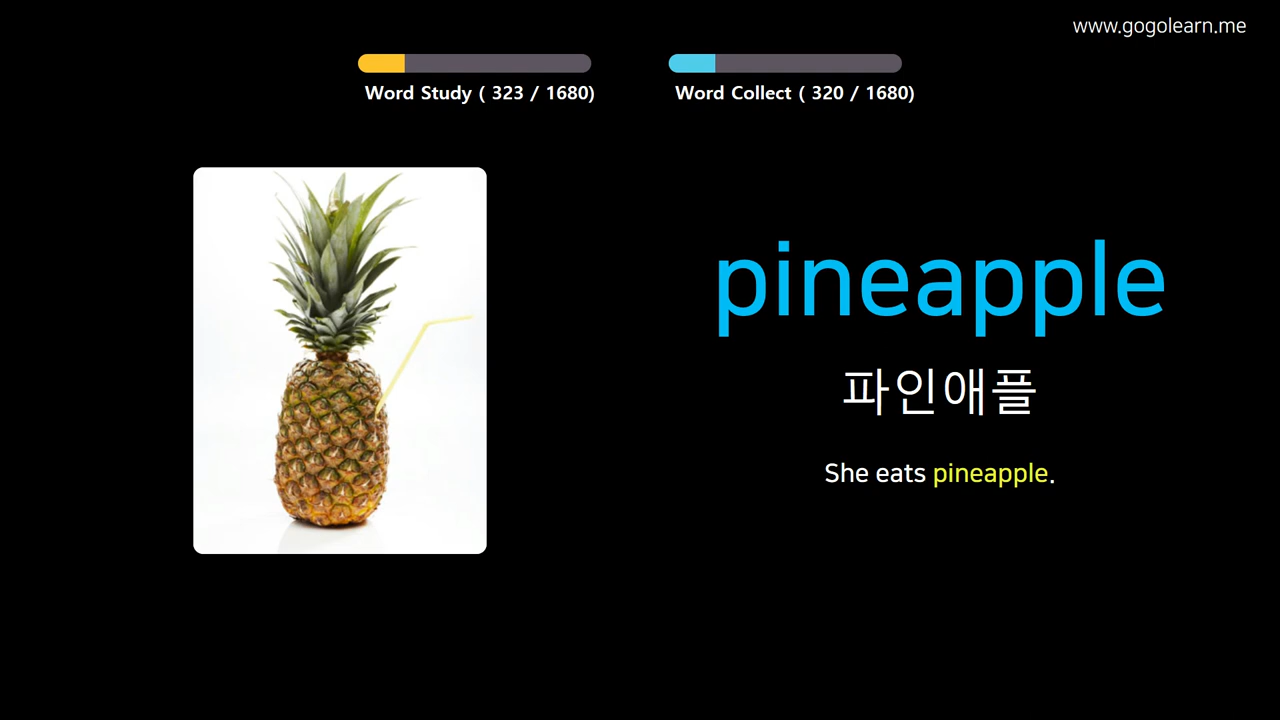 www.gogolearn.me
Word Study ( 323 / 1680)
Word Collect ( 320 / 1680)
pineapple
파인애플
She eats pineapple.